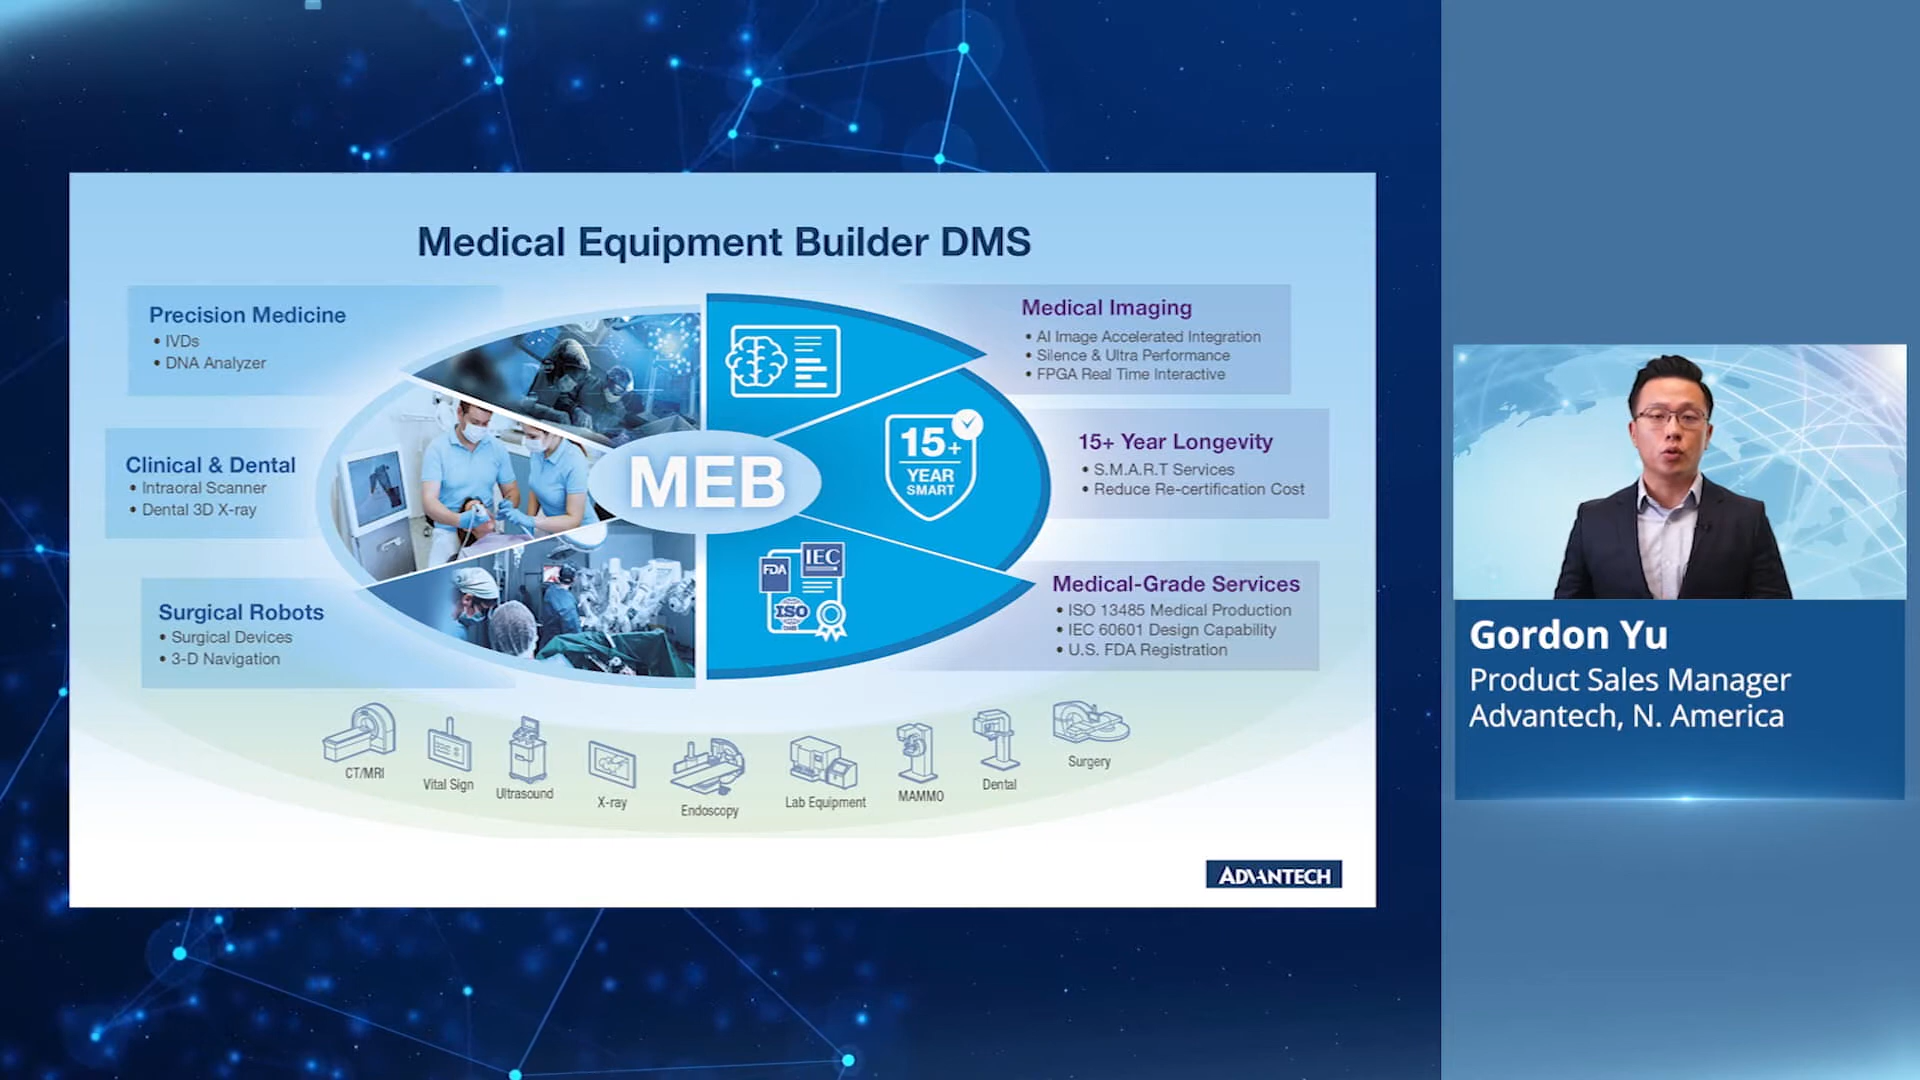 Medical Equipment Builder DMS
Precision Medicine
• IVDs
• DNA Analyzer
Clinical & Dental
• Intraoral Scanner
• Dental 3D X-ray
Surgical Robots
• Surgical Devices
• 3-D Navigation
MEB
15+
YEAR
SMART
FDA
IEC
ISO
Medical Imaging
• AI Image Accelerated Integration
• Silence & Ultra Performance
• FPGA Real Time Interactive
15+ Year Longevity
• S.M.A.R.T Services
• Reduce Re-certification Cost
Medical-Grade Services
• ISO 13485 Medical Production
• IEC 60601 Design Capability
• U.S. FDA Registration
CT/MRI
Vital Sign
Ultrasound
X-ray
Endoscopy
Lab Equipment
MAMMO
Dental
Surgery
ADVANTECH
Gordon Yu
Product Sales Manager
Advantech, N. America